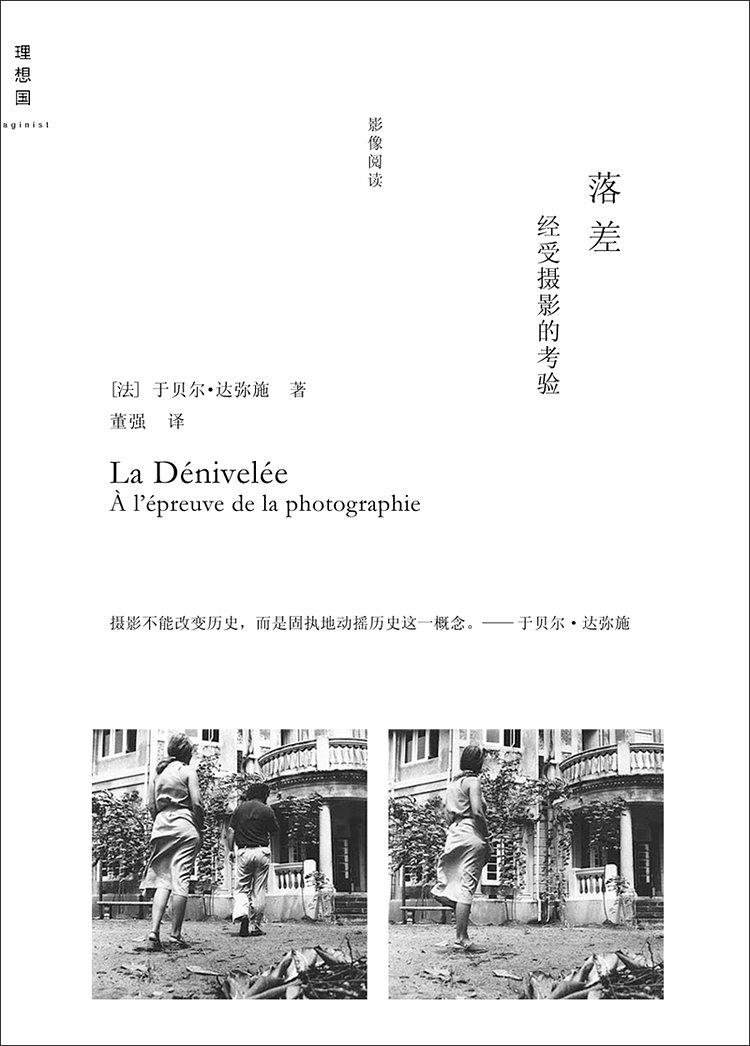 理想国
aginist
影像阅读
落差
经受摄影的考验
[法] 于贝尔•达弥施 著
董强 译
La Dénivelée
À l’épreuve de la photographie
摄影不能改变历史，而是固执地动摇历史这一概念。—— 于贝尔•达弥施